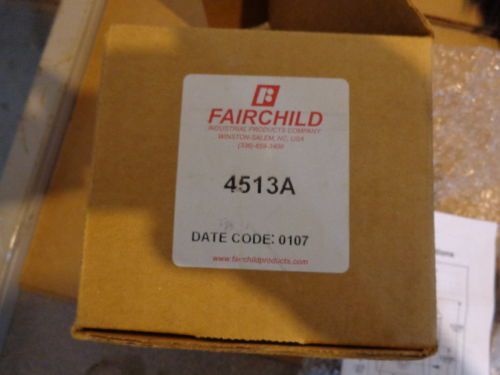 FAIRCHILD
INDUSTRIAL PRODUCTS COMPANY
WINSTON-SALEM, NC, USA
4513A
DATE CODE: 0107
www.fairchildproducts.com